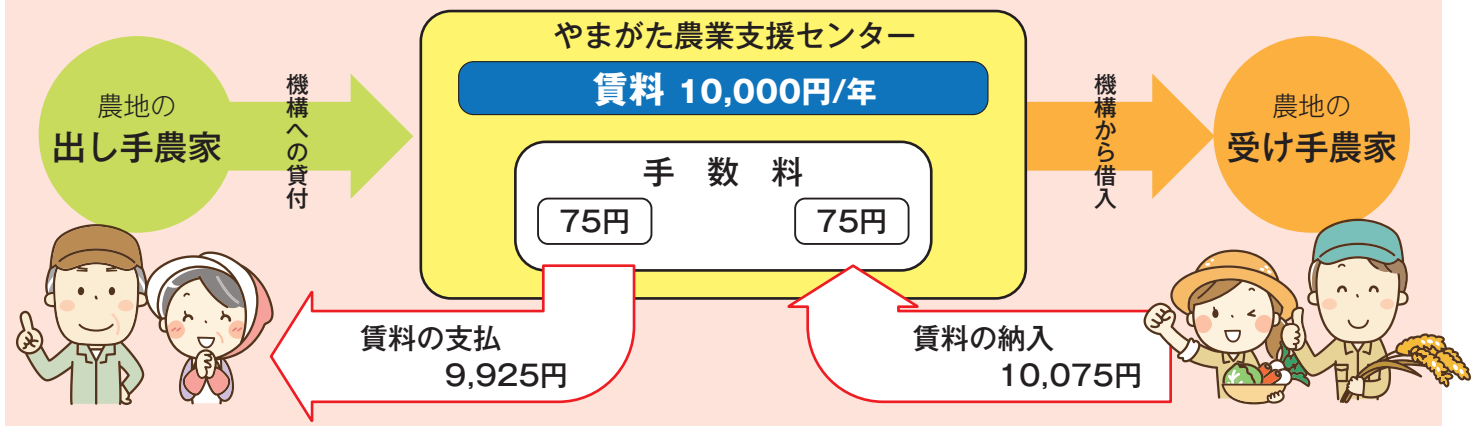 農地の
出し手農家
機構への貸付
やまがた農業支援センター
賃料 10,000円/年
手 数 料
75円
75円
機構から借入
農地の
受け手農家
賃料の支払
9,925円
賃料の納入
10,075円